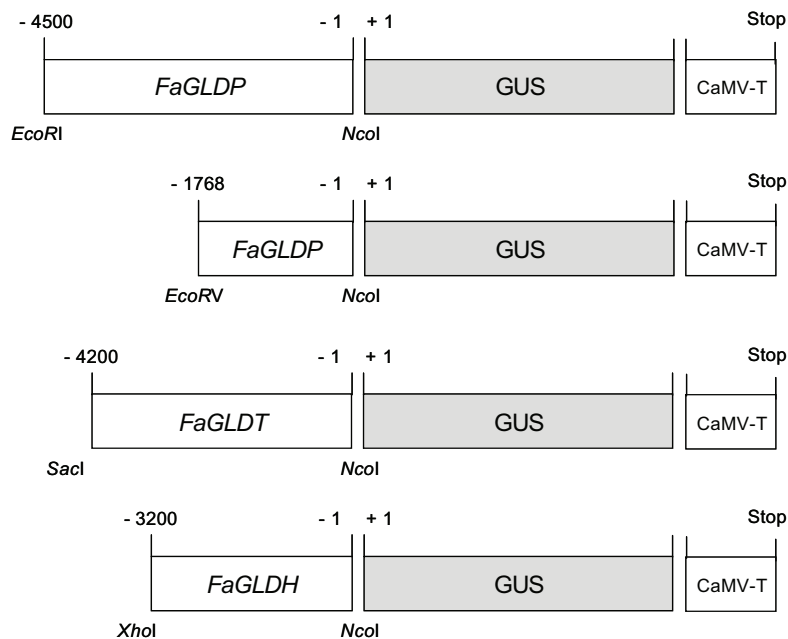 - 4500 - 1 + 1 Stop
FaGLDP GUS CaMV-T
EcoRI NcoI
- 1768 - 1 + 1 Stop
FaGLDP GUS CaMV-T
EcoRV NcoI
- 4200 - 1 + 1 Stop
FaGLDT GUS CaMV-T
SacI NcoI
- 3200 - 1 + 1 Stop
FaGLDH GUS CaMV-T
XhoI NcoI